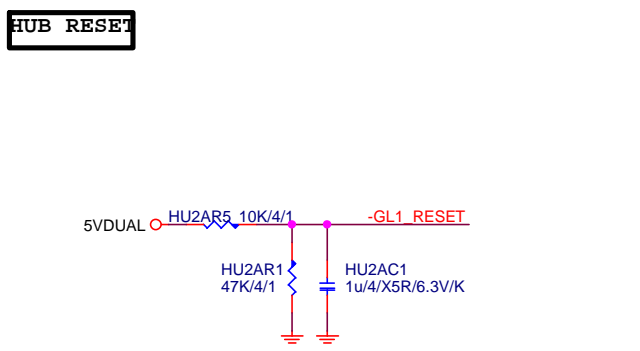 HUB RESET
HU2AR5 10K/4/1
-GL1_RESET
5VDUAL
HU2AR1
47K/4/1
HU2AC1
1u/4/X5R/6.3V/K